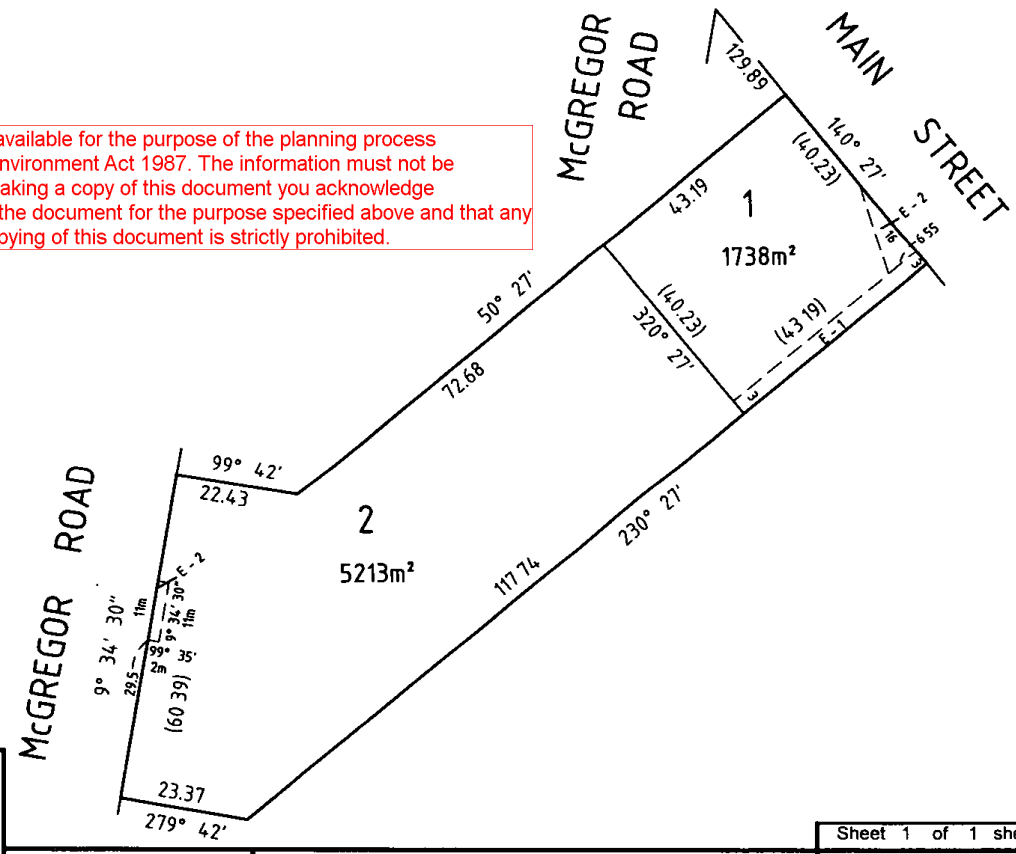 McGREGOR
ROAD
MAIN
STREET
129.89
140° 27'
(40.23)
available for the purpose of the planning process
nvironment Act 1987. The information must not be
aking a copy of this document you acknowledge
the document for the purpose specified above and that any
pying of this document is strictly prohibited.
43.19
1
1738m²
E - 2
16
6 55
3
50° 27'
72.68
(40.23)
320° 27'
(43 19)
E-1
3
99° 42'
22.43
2
5213m²
230° 27'
117 74
McGREGOR ROAD
9° 34' 30"
11m
E - 2
9° 34' 30"
11m
99° 35'
2m
29.5
(60 39)
23.37
279° 42'
Sheet 1 of 1 she